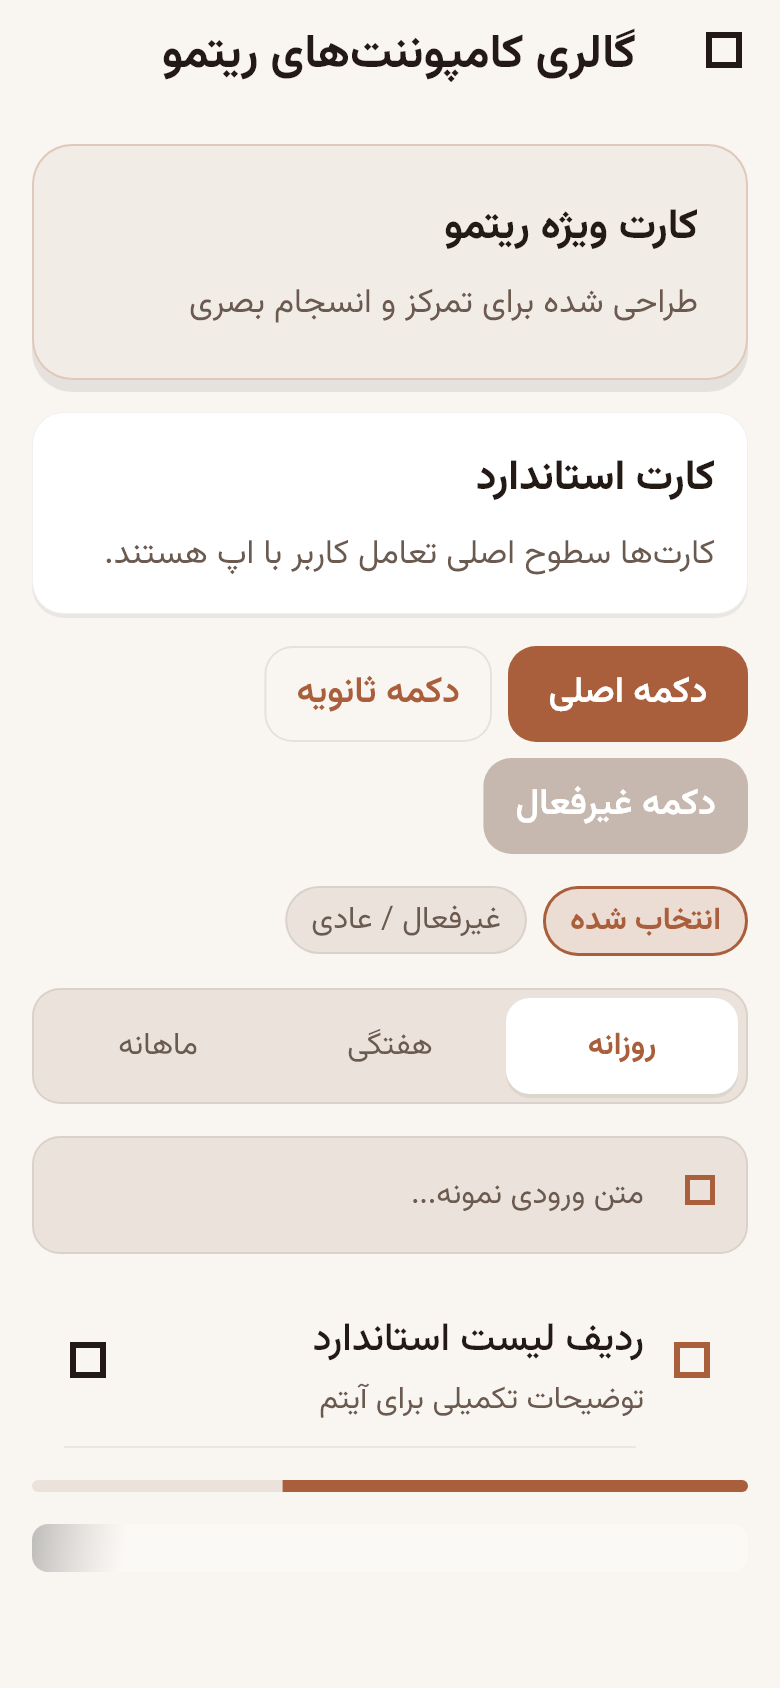 گالری کامپوننت‌های ریتمو
کارت ویژه ریتمو
طراحی شده برای تمرکز و انسجام بصری
کارت استاندارد
کارت‌ها سطوح اصلی تعامل کاربر با اپ هستند.
دکمه اصلی
دکمه ثانویه
دکمه غیرفعال
انتخاب شده
غیرفعال / عادی
روزانه
هفتگی
ماهانه
متن ورودی نمونه...
ردیف لیست استاندارد
توضیحات تکمیلی برای آیتم